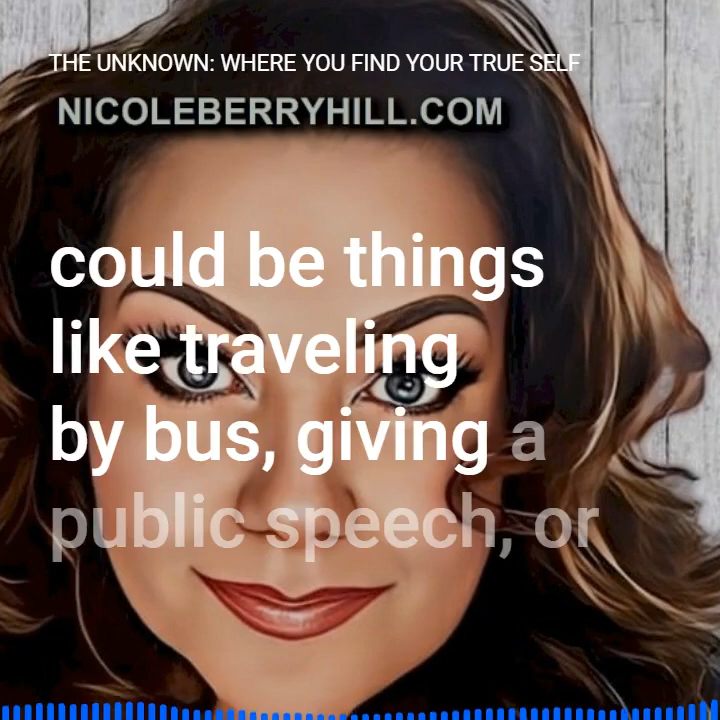 THE UNKNOWN: WHERE YOU FIND YOUR TRUE SELF
NICOLEBERRYHILL.COM
could be things
like traveling
by bus, giving a
public speech, or